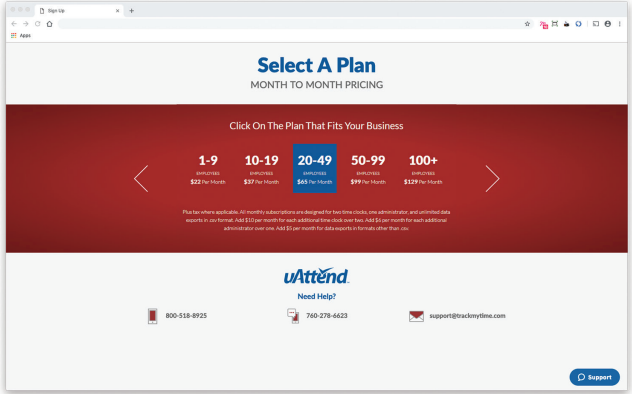 Sign Up
Apps
Select A Plan
MONTH TO MONTH PRICING
Click On The Plan That Fits Your Business
1-9 10-19 20-49 50-99 100+
EMPLOYEES EMPLOYEES EMPLOYEES EMPLOYEES EMPLOYEES
$22 Per Month $37 Per Month $65 Per Month $99 Per Month $129 Per Month
Plus tax where applicable. All monthly subscriptions are designed for two time clocks, one administrator, and unlimited data
exports in .csv format. Add $10 per month for each additional time clock over two. Add $6 per month for each additional
administrator over one. Add $5 per month for data exports in formats other than .csv.
uAttend
Need Help?
800-518-8925 760-278-6623 support@trackmytime.com
Support